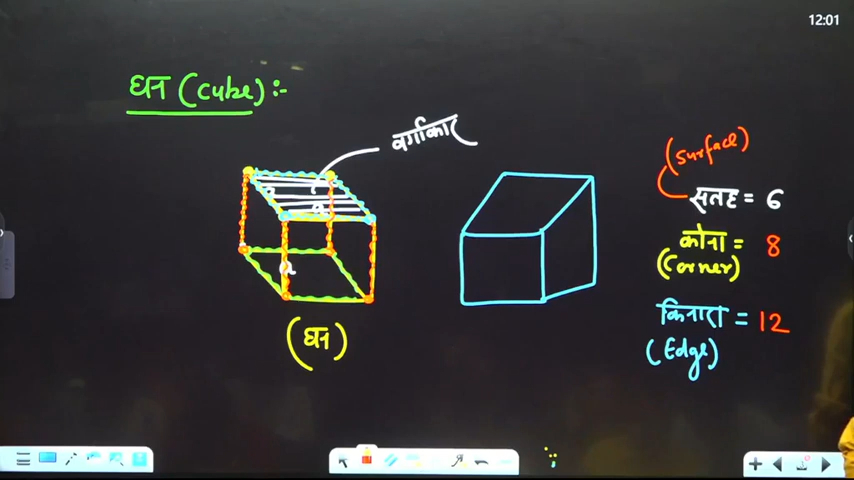 12:01
घन (Cube) :-
वर्गाकार
(Surface)
सतह = 6
कोना = 8
(Corner)
किनारा = 12
(Edge)
(घन)